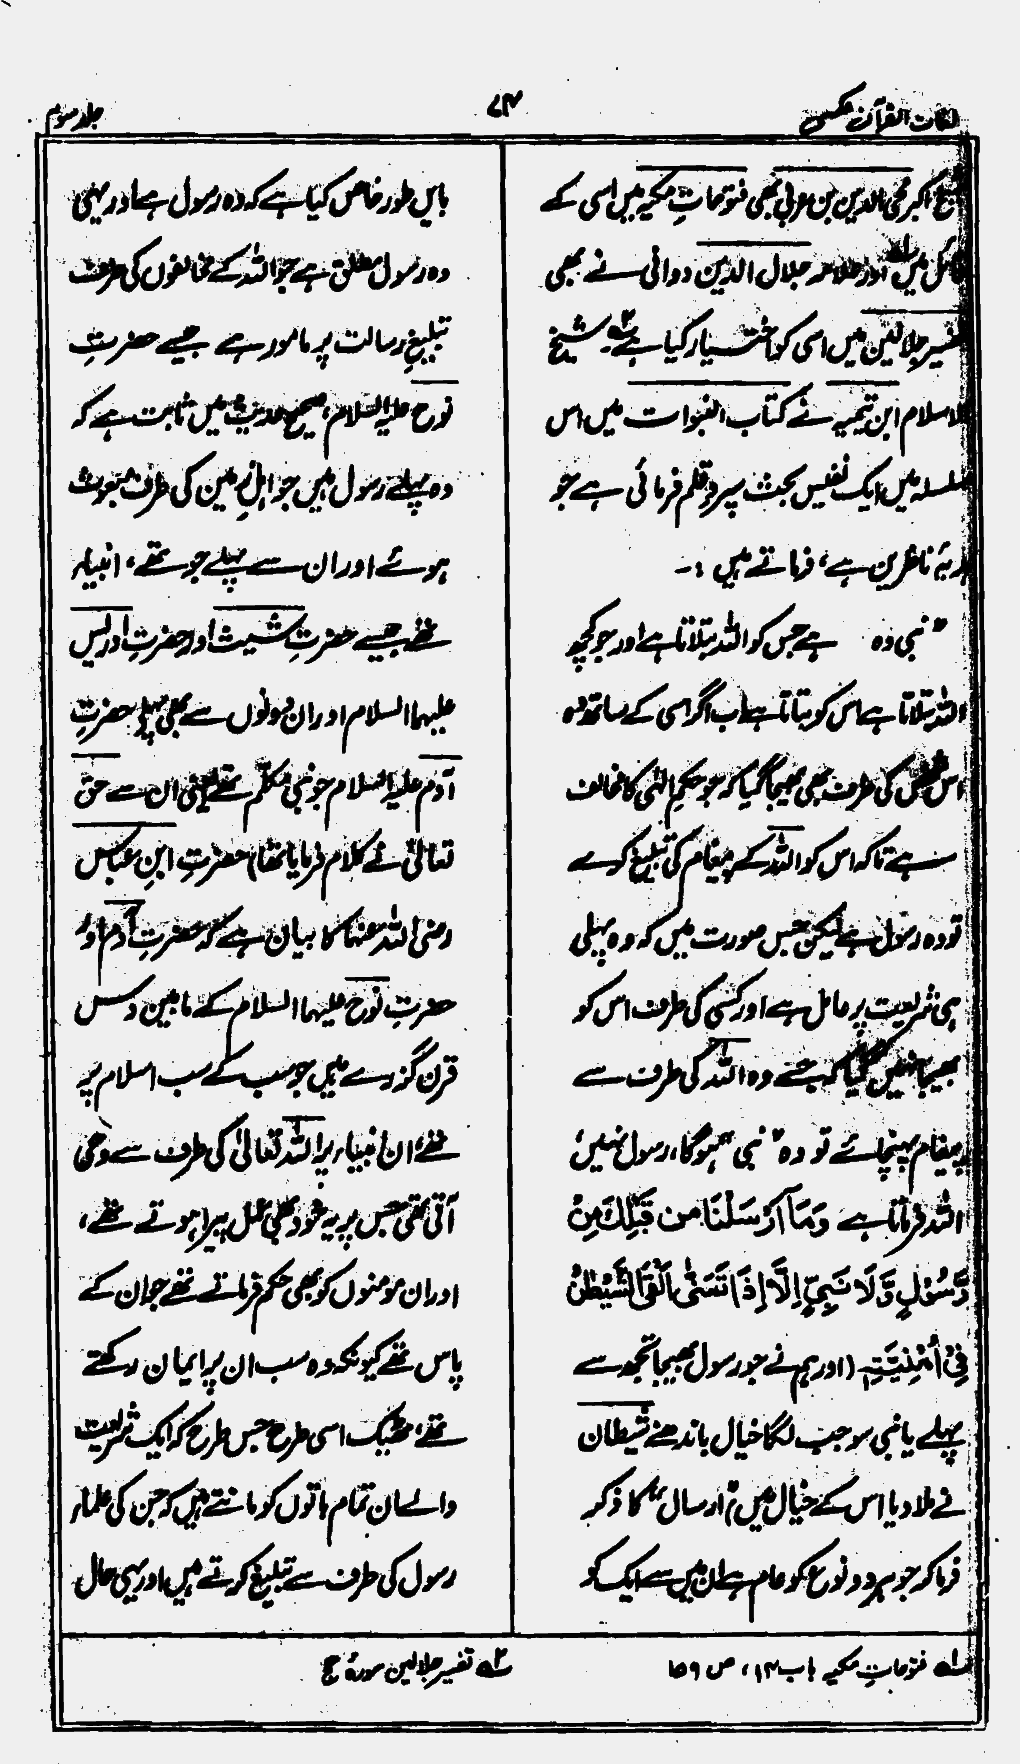 لغات القرآن عکسی
۷۴
جلد سوم
شیخ اکبر محی الدین بن عربی بھی فتوحاتِ مکیہ میں اسی کے
قائل ہیں اور علامہ جلال الدین دوانی نے بھی
تفسیر جلالین میں اسی کو اختیار کیا ہے۔ شیخ
الاسلام ابن تیمیہ نے کتاب النبوات میں اس
سلسلہ میں ایک نفیس بحث سپردِ قلم فرمائی ہے جو
ہدیۂ ناظرین ہے، فرماتے ہیں :۔
"نبی وہ ہے جس کو اللہ بتلاتا ہے اور جو کچھ
اللہ بتلاتا ہے اس کو بتاتا ہے اب اگر اسی کے ساتھ وہ
اس شخص کی طرف بھی بھیجا گیا کہ جو حکمِ الٰہی کا مخالف
ہے تاکہ اس کو اللہ کے پیغام کی تبلیغ کرے
تو وہ رسول ہے لیکن جس صورت میں کہ وہ پہلی
ہی شریعت پر عامل ہے اور کسی کی طرف اس کو
بھیجا نہیں گیا کہ جسے وہ اللہ کی طرف سے
پیغام پہنچائے تو وہ "نبی" ہوگا، رسول نہیں،
اللہ فرماتا ہے وَمَا اَرْسَلْنَا مِن قَبْلِكَ مِنْ
رَّسُوْلٍ وَّلَا نَبِیٍّ اِلَّا اِذَا تَمَنّٰی اَلْقَی الشَّیْطٰنُ
فِیْ اُمْنِیَّتِہٖ (اور ہم نے جو رسول بھیجا تجھ سے
پہلے یا نبی سو جب لگا خیال باندھنے شیطان
نے ملا دیا اس کے خیال میں) ارسال کا ذکر
فرما کر جو ہر دو نوع کو عام ہے ان میں سے ایک کو
بایں طور خاص کیا ہے کہ وہ رسول ہے اور یہی
وہ رسول مطلق ہے جو اللہ کے مخالفوں کی طرف
تبلیغِ رسالت پر مامور ہے جیسے حضرتِ
نوح علیہ السلام، صحیح حدیث میں ثابت ہے کہ
وہ پہلے رسول ہیں جو اہلِ زمین کی طرف مبعوث
ہوئے اور ان سے پہلے جو تھے، انبیاء
تھے جیسے حضرتِ شیث اور حضرتِ ادریس
علیہما السلام اور ان دونوں سے بھی پہلے حضرتِ
آدم علیہ السلام جو نبی مکلّم تھے (یعنی ان سے حق
تعالیٰ نے کلام فرمایا تھا) حضرتِ ابنِ عباس
رضی اللہ عنہما کا بیان ہے کہ حضرتِ آدم اور
حضرتِ نوح علیہما السلام کے مابین دس
قرن گزرے ہیں جو سب کے سب اسلام پر
تھے، ان انبیاء پر اللہ تعالیٰ کی طرف سے وحی
آتی تھی جس پر یہ خود بھی عمل پیرا ہوتے تھے،
اور ان مومنوں کو بھی حکم فرماتے تھے جو ان کے
پاس تھے کیونکہ وہ سب ان پر ایمان رکھتے
تھے، ٹھیک اسی طرح جس طرح کہ ایک شریعت
والے ان تمام باتوں کو مانتے ہیں کہ جن کی علماء
رسول کی طرف سے تبلیغ کرتے ہیں اور یہی حال
لہ فتوحاتِ مکیہ باب ۱۴، ص ۱۵۹
۲ہ تفسیر جلالین سورۂ حج